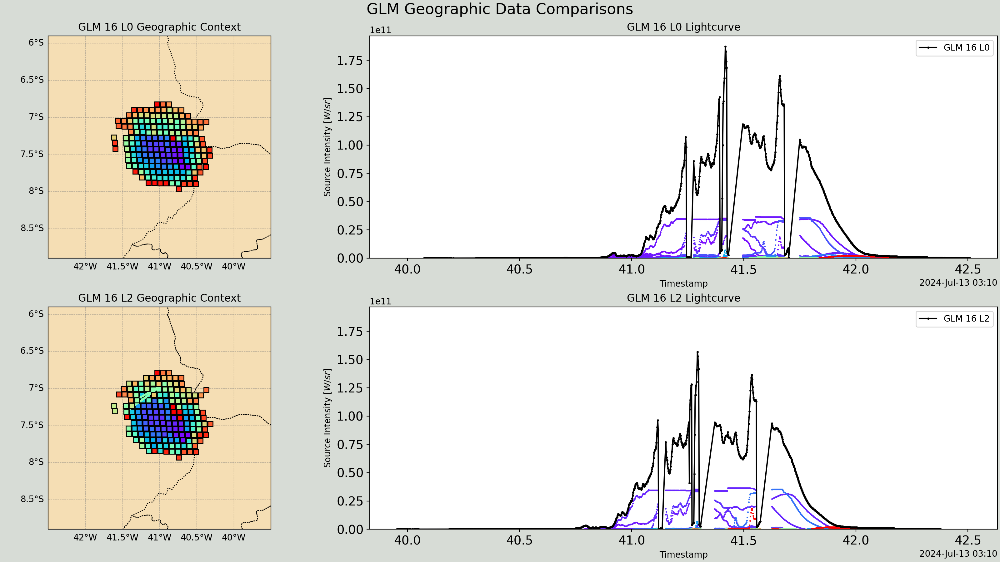 GLM Geographic Data Comparisons
GLM 16 L0 Geographic Context
6°S
6.5°S
7°S
7.5°S
8°S
8.5°S
42°W 41.5°W 41°W 40.5°W 40°W
GLM 16 L0 Lightcurve
1e11
GLM 16 L0
Source Intensity [W/sr]
1.75
1.50
1.25
1.00
0.75
0.50
0.25
0.00
40.0 40.5 41.0 41.5 42.0 42.5
Timestamp
2024-Jul-13 03:10
GLM 16 L2 Geographic Context
6°S
6.5°S
7°S
7.5°S
8°S
8.5°S
42°W 41.5°W 41°W 40.5°W 40°W
GLM 16 L2 Lightcurve
1e11
GLM 16 L2
Source Intensity [W/sr]
1.75
1.50
1.25
1.00
0.75
0.50
0.25
0.00
40.0 40.5 41.0 41.5 42.0 42.5
Timestamp
2024-Jul-13 03:10